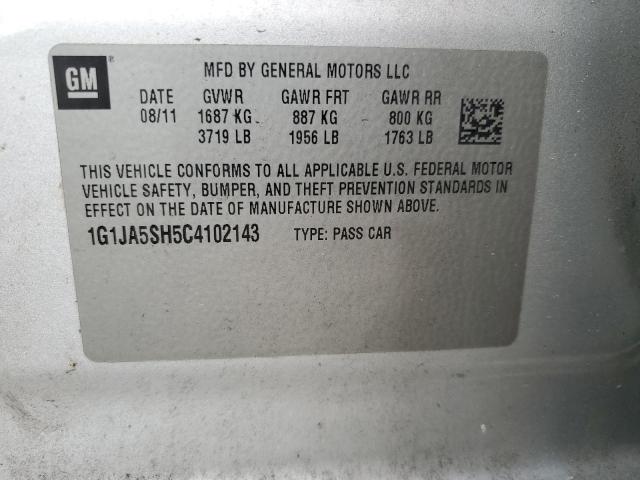 GM
MFD BY GENERAL MOTORS LLC
DATE GVWR GAWR FRT GAWR RR
08/11 1687 KG 887 KG 800 KG
3719 LB 1956 LB 1763 LB
THIS VEHICLE CONFORMS TO ALL APPLICABLE U.S. FEDERAL MOTOR
VEHICLE SAFETY, BUMPER, AND THEFT PREVENTION STANDARDS IN
EFFECT ON THE DATE OF MANUFACTURE SHOWN ABOVE.
1G1JA5SH5C4102143 TYPE: PASS CAR